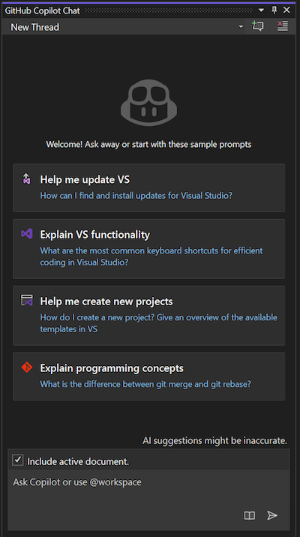 GitHub Copilot Chat
New Thread
Welcome! Ask away or start with these sample prompts
Help me update VS
How can I find and install updates for Visual Studio?
Explain VS functionality
What are the most common keyboard shortcuts for efficient
coding in Visual Studio?
Help me create new projects
How do I create a new project? Give an overview of the available
templates in VS
Explain programming concepts
What is the difference between git merge and git rebase?
AI suggestions might be inaccurate.
Include active document.
Ask Copilot or use @workspace